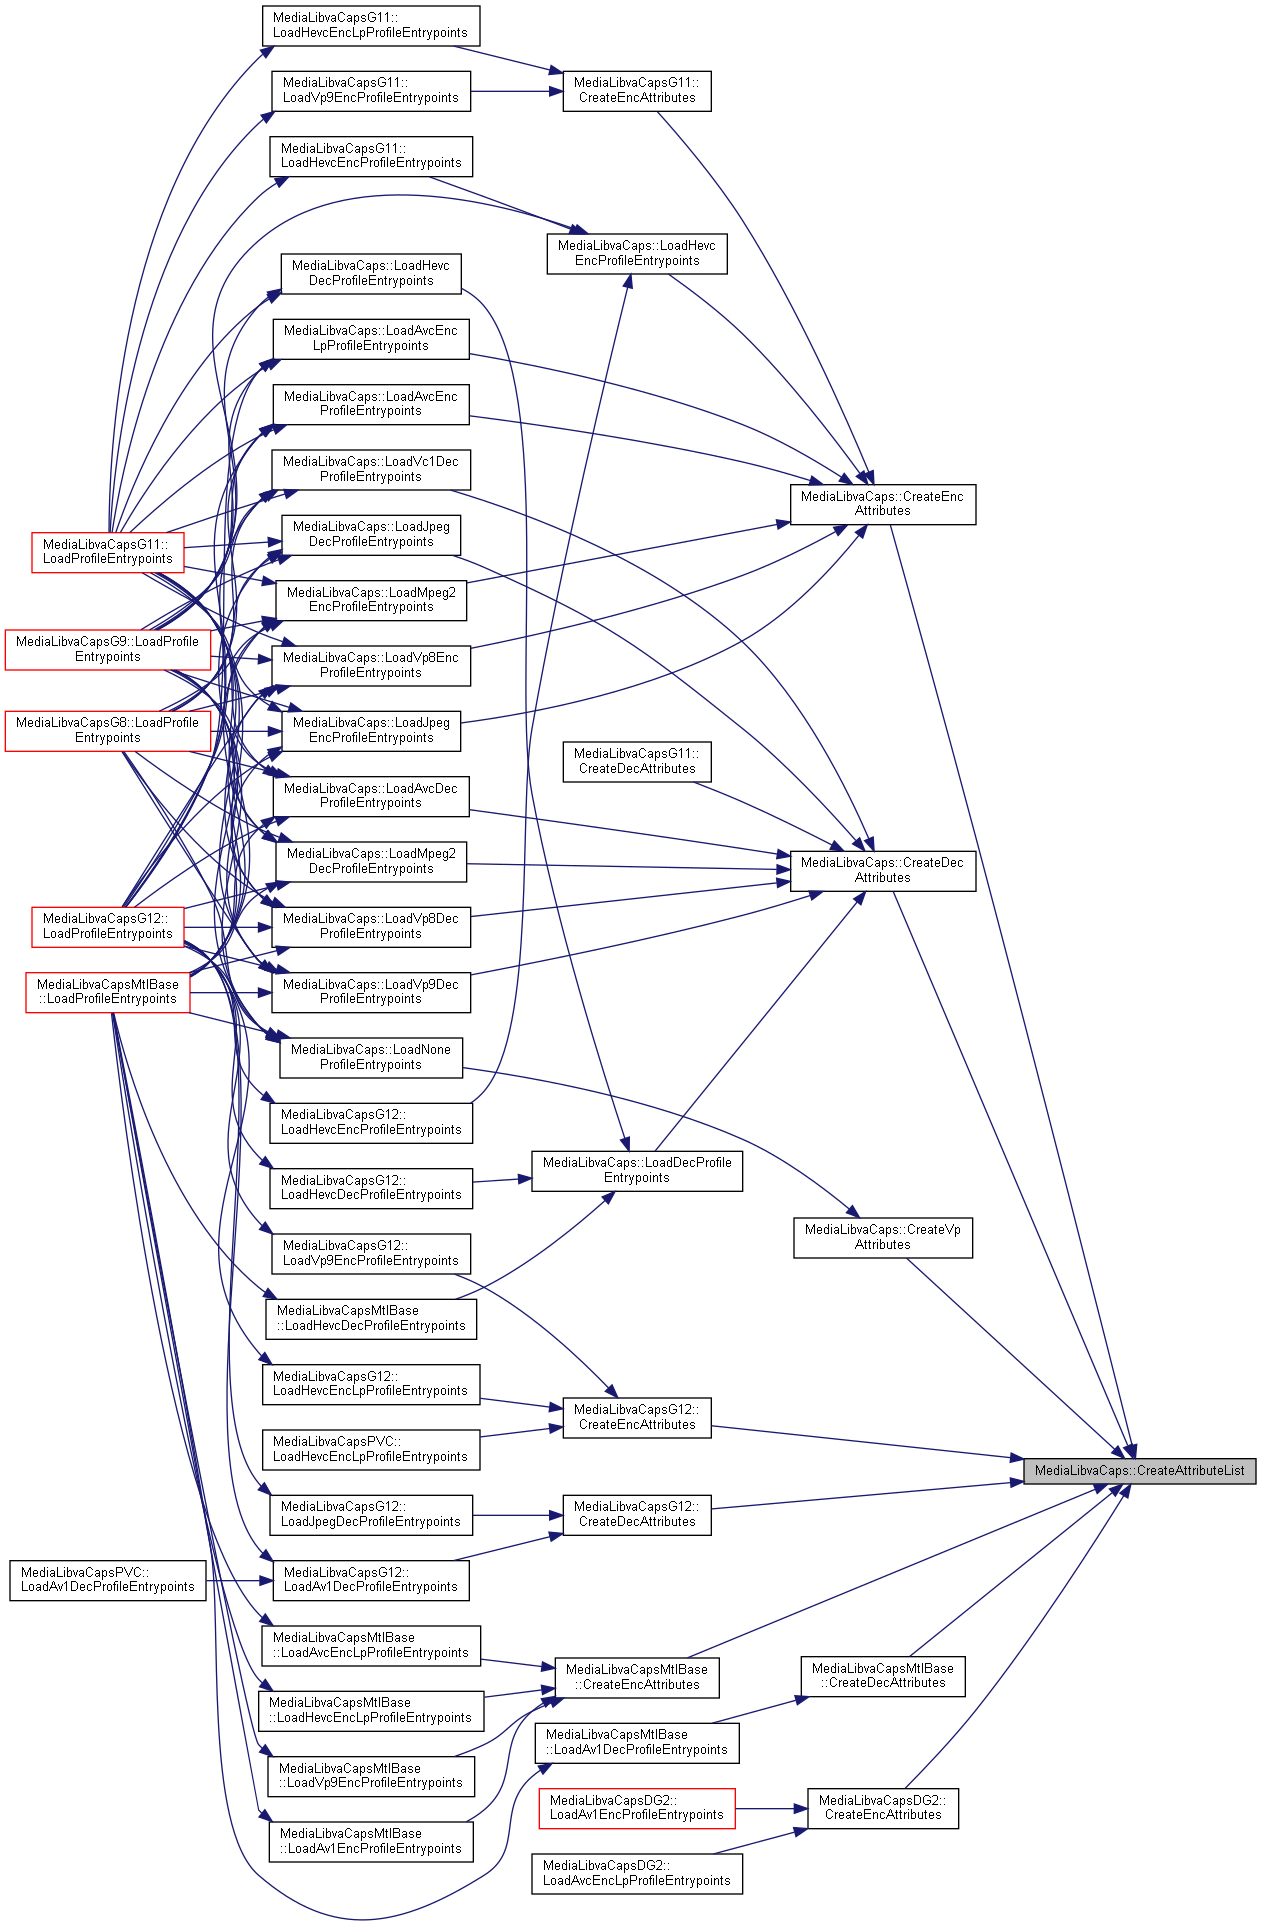 MediaLibvaCapsG11::
LoadHevcEncLpProfileEntrypoints
MediaLibvaCapsG11::
LoadVp9EncProfileEntrypoints
MediaLibvaCapsG11::
CreateEncAttributes
MediaLibvaCapsG11::
LoadHevcEncProfileEntrypoints
MediaLibvaCaps::LoadHevc
EncProfileEntrypoints
MediaLibvaCaps::LoadHevc
DecProfileEntrypoints
MediaLibvaCaps::LoadAvcEnc
LpProfileEntrypoints
MediaLibvaCaps::LoadAvcEnc
ProfileEntrypoints
MediaLibvaCaps::LoadVc1Dec
ProfileEntrypoints
MediaLibvaCaps::CreateEnc
Attributes
MediaLibvaCaps::LoadJpeg
DecProfileEntrypoints
MediaLibvaCapsG11::
LoadProfileEntrypoints
MediaLibvaCaps::LoadMpeg2
EncProfileEntrypoints
MediaLibvaCapsG9::LoadProfile
Entrypoints
MediaLibvaCaps::LoadVp8Enc
ProfileEntrypoints
MediaLibvaCapsG8::LoadProfile
Entrypoints
MediaLibvaCaps::LoadJpeg
EncProfileEntrypoints
MediaLibvaCapsG11::
CreateDecAttributes
MediaLibvaCaps::LoadAvcDec
ProfileEntrypoints
MediaLibvaCaps::LoadMpeg2
DecProfileEntrypoints
MediaLibvaCaps::CreateDec
Attributes
MediaLibvaCapsG12::
LoadProfileEntrypoints
MediaLibvaCaps::LoadVp8Dec
ProfileEntrypoints
MediaLibvaCapsMtlBase
::LoadProfileEntrypoints
MediaLibvaCaps::LoadVp9Dec
ProfileEntrypoints
MediaLibvaCaps::LoadNone
ProfileEntrypoints
MediaLibvaCapsG12::
LoadHevcEncProfileEntrypoints
MediaLibvaCaps::LoadDecProfile
Entrypoints
MediaLibvaCapsG12::
LoadHevcDecProfileEntrypoints
MediaLibvaCaps::CreateVp
Attributes
MediaLibvaCapsG12::
LoadVp9EncProfileEntrypoints
MediaLibvaCapsMtlBase
::LoadHevcDecProfileEntrypoints
MediaLibvaCapsG12::
LoadHevcEncLpProfileEntrypoints
MediaLibvaCapsG12::
CreateEncAttributes
MediaLibvaCapsPVC::
LoadHevcEncLpProfileEntrypoints
MediaLibvaCaps::CreateAttributeList
MediaLibvaCapsG12::
LoadJpegDecProfileEntrypoints
MediaLibvaCapsG12::
CreateDecAttributes
MediaLibvaCapsPVC::
LoadAv1DecProfileEntrypoints
MediaLibvaCapsG12::
LoadAv1DecProfileEntrypoints
MediaLibvaCapsMtlBase
::LoadAvcEncLpProfileEntrypoints
MediaLibvaCapsMtlBase
::CreateEncAttributes
MediaLibvaCapsMtlBase
::CreateDecAttributes
MediaLibvaCapsMtlBase
::LoadHevcEncLpProfileEntrypoints
MediaLibvaCapsMtlBase
::LoadAv1DecProfileEntrypoints
MediaLibvaCapsMtlBase
::LoadVp9EncProfileEntrypoints
MediaLibvaCapsDG2::
LoadAv1EncProfileEntrypoints
MediaLibvaCapsDG2::
CreateEncAttributes
MediaLibvaCapsMtlBase
::LoadAv1EncProfileEntrypoints
MediaLibvaCapsDG2::
LoadAvcEncLpProfileEntrypoints